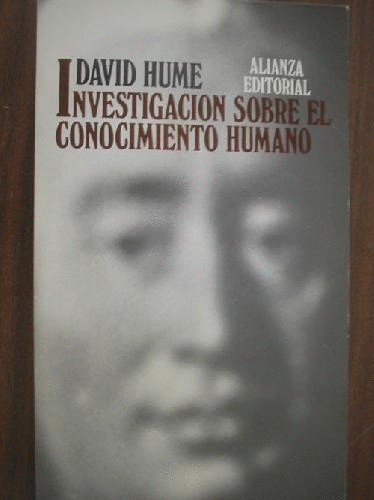 DAVID HUME
ALIANZA
EDITORIAL
INVESTIGACION SOBRE EL
CONOCIMIENTO HUMANO